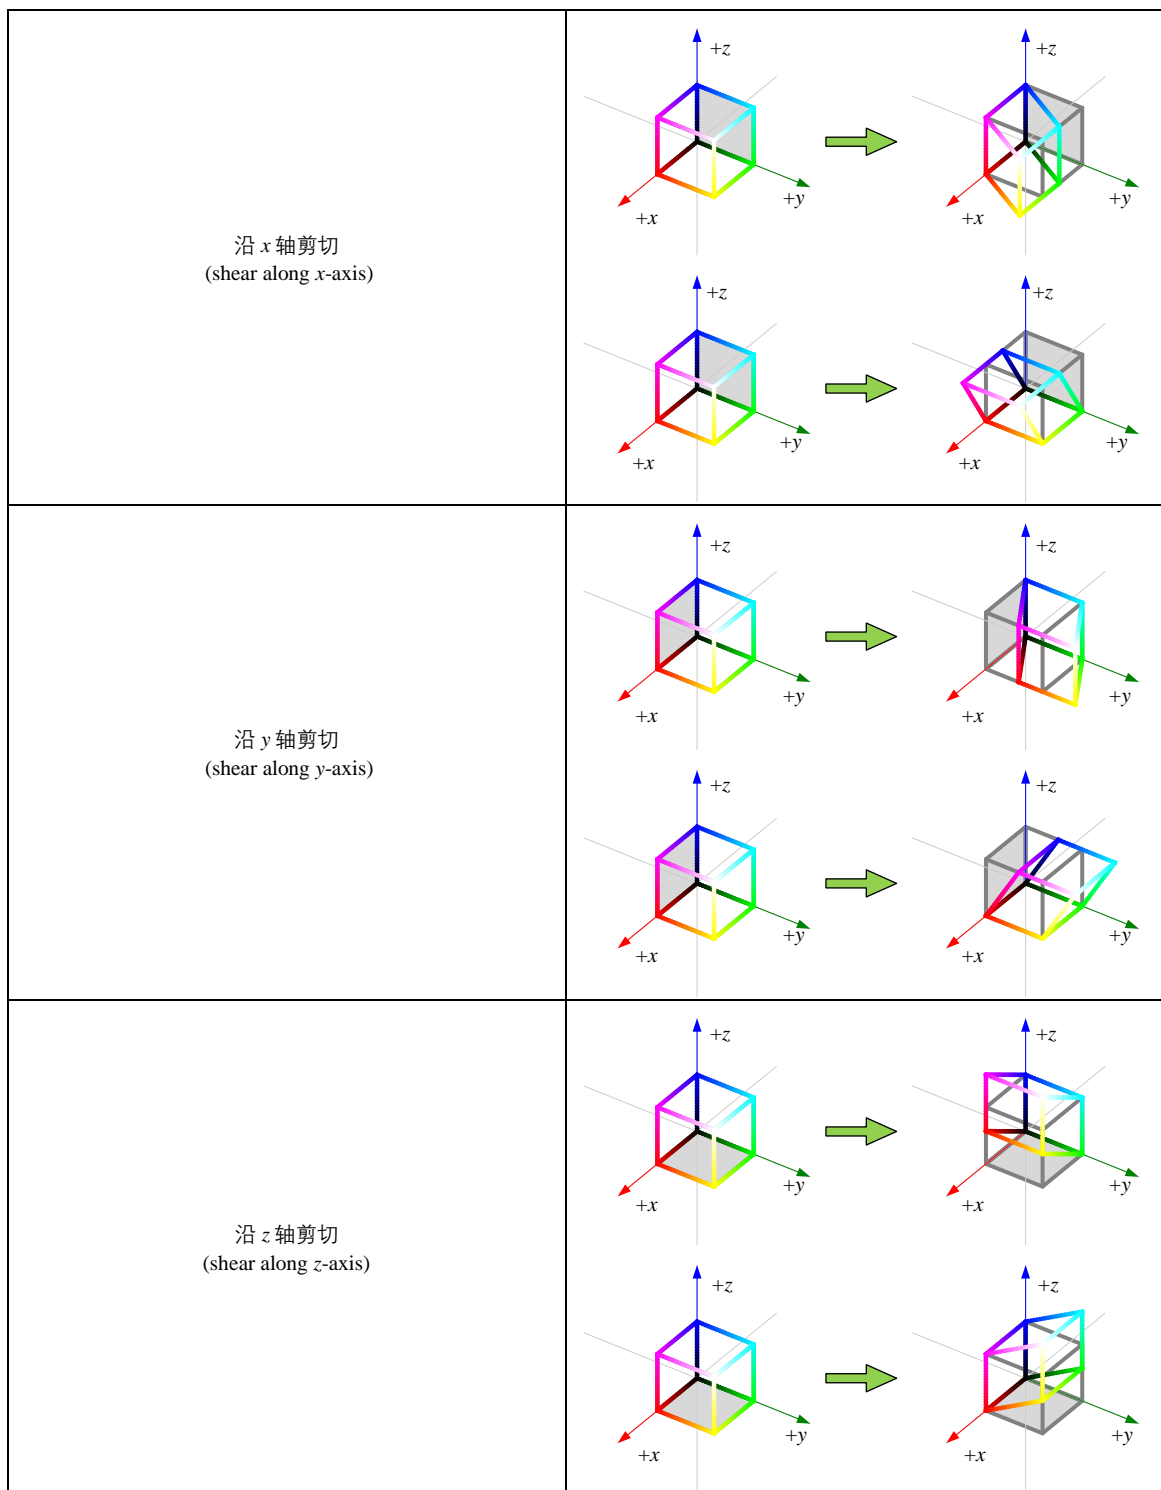 +z
+z
+y
+y
+x
+x
沿 x 轴剪切
(shear along x-axis)
+z
+z
+y
+y
+x
+x
+z
+z
+y
+y
+x
+x
沿 y 轴剪切
(shear along y-axis)
+z
+z
+y
+y
+x
+x
+z
+z
+y
+y
+x
+x
沿 z 轴剪切
(shear along z-axis)
+z
+z
+y
+y
+x
+x